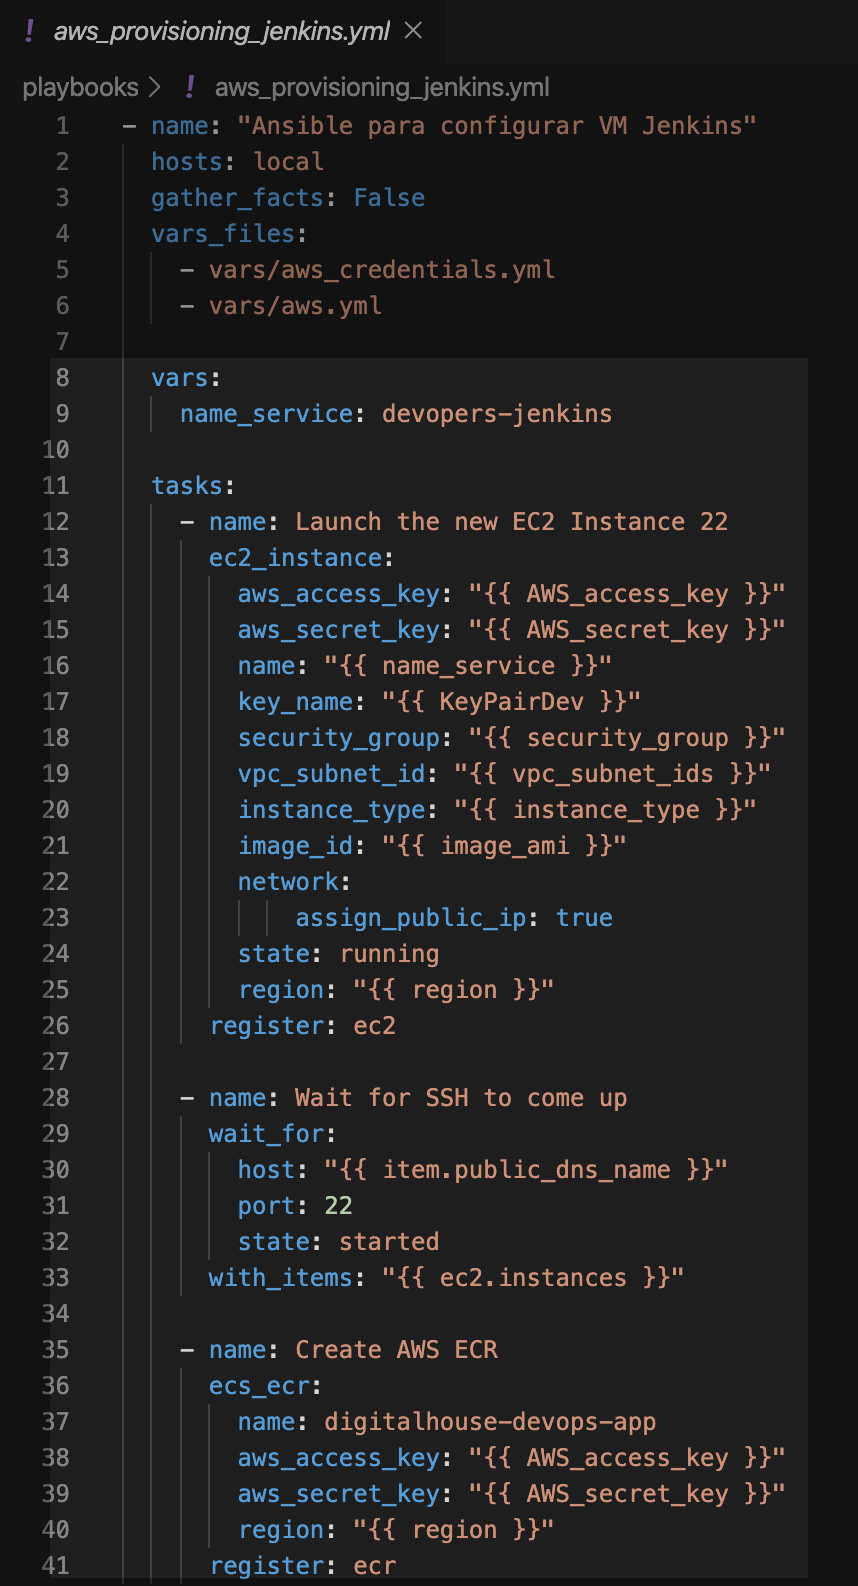 ! aws_provisioning_jenkins.yml ×
playbooks > ! aws_provisioning_jenkins.yml
1 - name: "Ansible para configurar VM Jenkins"
2 hosts: local
3 gather_facts: False
4 vars_files:
5 - vars/aws_credentials.yml
6 - vars/aws.yml
7
8 vars:
9 name_service: devopers-jenkins
10
11 tasks:
12 - name: Launch the new EC2 Instance 22
13 ec2_instance:
14 aws_access_key: "{{ AWS_access_key }}"
15 aws_secret_key: "{{ AWS_secret_key }}"
16 name: "{{ name_service }}"
17 key_name: "{{ KeyPairDev }}"
18 security_group: "{{ security_group }}"
19 vpc_subnet_id: "{{ vpc_subnet_ids }}"
20 instance_type: "{{ instance_type }}"
21 image_id: "{{ image_ami }}"
22 network:
23 assign_public_ip: true
24 state: running
25 region: "{{ region }}"
26 register: ec2
27
28 - name: Wait for SSH to come up
29 wait_for:
30 host: "{{ item.public_dns_name }}"
31 port: 22
32 state: started
33 with_items: "{{ ec2.instances }}"
34
35 - name: Create AWS ECR
36 ecs_ecr:
37 name: digitalhouse-devops-app
38 aws_access_key: "{{ AWS_access_key }}"
39 aws_secret_key: "{{ AWS_secret_key }}"
40 region: "{{ region }}"
41 register: ecr